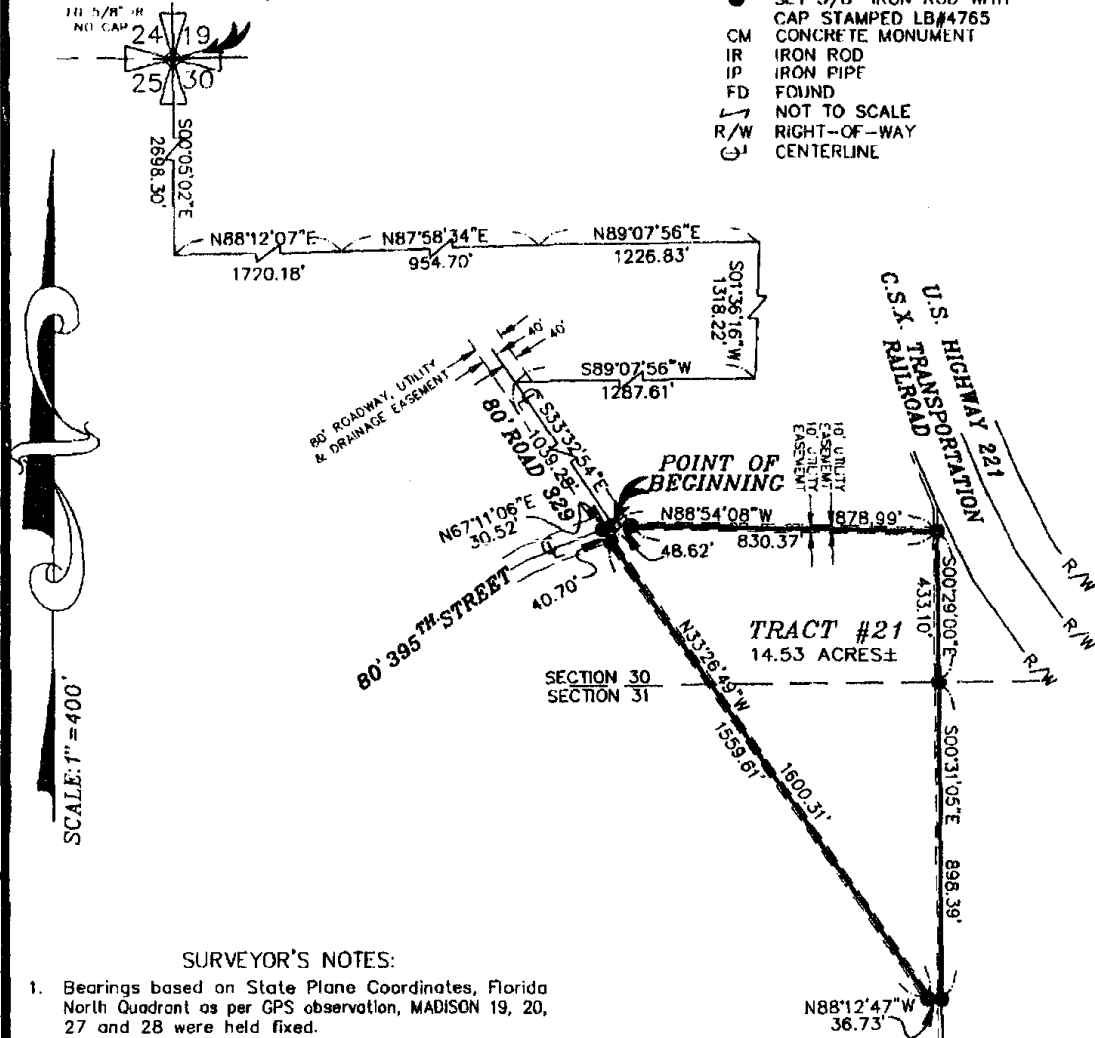 NO CAP
24 19
25 30
CAP STAMPED LB#4765
CM CONCRETE MONUMENT
IR IRON ROD
IP IRON PIPE
FD FOUND
NOT TO SCALE
R/W RIGHT-OF-WAY
CENTERLINE
S00°05'02"E
2698.30'
N88°12'07"E
1720.18'
N87°58'34"E
954.70'
N89°07'56"E
1226.83'
S01°36'16"W
1318.22'
S89°07'56"W
1287.61'
40'
40'
80' ROADWAY, UTILITY
& DRAINAGE EASEMENT
S33°32'54"E
1039.28'
80' ROAD 329
U.S. HIGHWAY 221
C.S.X. TRANSPORTATION
RAILROAD
R/W
R/W
R/W
10' UTILITY
EASEMENT
10' UTILITY
EASEMENT
POINT OF
BEGINNING
N67°11'06"E
30.52'
N88°54'08"W
878.99'
48.62'
830.37'
40.70'
80' 395TH STREET
S00°29'00"E
433.10'
TRACT #21
14.53 ACRES±
N33°26'49"W
1559.61'
1600.31'
SECTION 30
SECTION 31
S00°31'05"E
898.39'
SCALE:1"=400'
N88°12'47"W
36.73'
SURVEYOR'S NOTES:
1. Bearings based on State Plane Coordinates, Florida
North Quadrant as per GPS observation, MADISON 19, 20,
27 and 28 were held fixed.